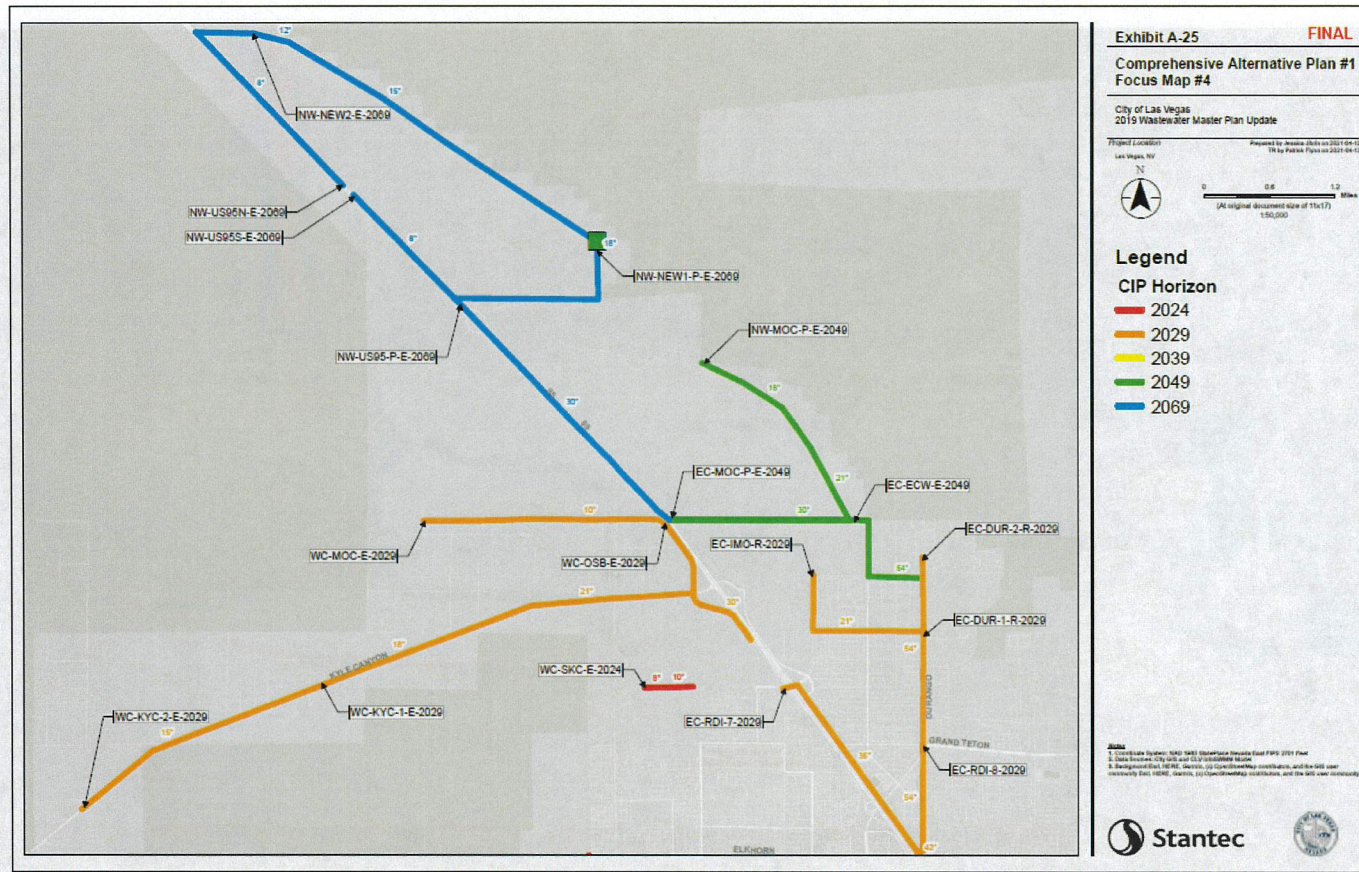 Exhibit A-25
FINAL
Comprehensive Alternative Plan #1
Focus Map #4
City of Las Vegas
2019 Wastewater Master Plan Update
Project Location
Las Vegas, NV
N
0 0.6 1.2
Miles
(At original document size of 11x17)
1:50,000
Legend
CIP Horizon
2024
2029
2039
2049
2069
Notes
Stantec
12"
8"
15"
NW-NEW2-E-2069
NW-US95N-E-2069
NW-US95S-E-2069
8"
18"
NW-NEW1-P-E-2069
NW-US95-P-E-2069
NW-MOC-P-E-2049
18"
30"
EC-MOC-P-E-2049
21"
EC-ECW-E-2049
10"
30"
WC-MOC-E-2029
WC-OSB-E-2029
EC-IMO-R-2029
EC-DUR-2-R-2029
54"
21"
30"
21"
EC-DUR-1-R-2029
54"
18"
KYLE CANYON
WC-SKC-E-2024
8"
10"
DURANGO
WC-KYC-2-E-2029
WC-KYC-1-E-2029
EC-RDI-7-2029
15"
GRAND TETON
EC-RDI-8-2029
54"
ELKHORN
42"